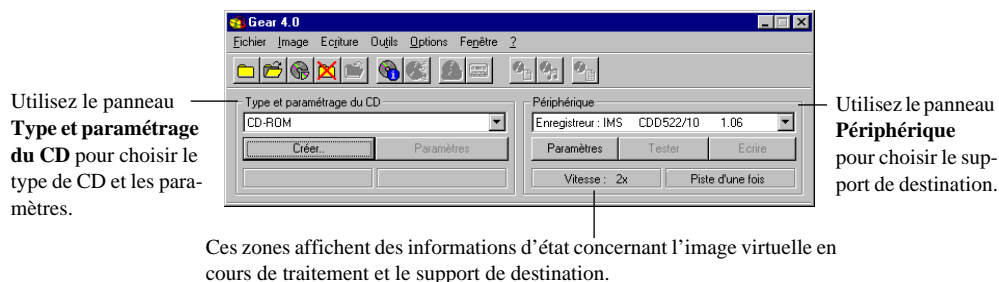 Gear 4.0
Fichier Image Ecriture Outils Options Fenêtre ?
Utilisez le panneau
Type et paramétrage
du CD pour choisir le
type de CD et les para-
mètres.
Type et paramétrage du CD
CD-ROM
Créer.. Paramètres
Périphérique
Enregistreur : IMS CDD522/10 1.06
Paramètres Tester Ecrire
Vitesse : 2x Piste d'une fois
Utilisez le panneau
Périphérique
pour choisir le sup-
port de destination.
Ces zones affichent des informations d’état concernant l’image virtuelle en
cours de traitement et le support de destination.